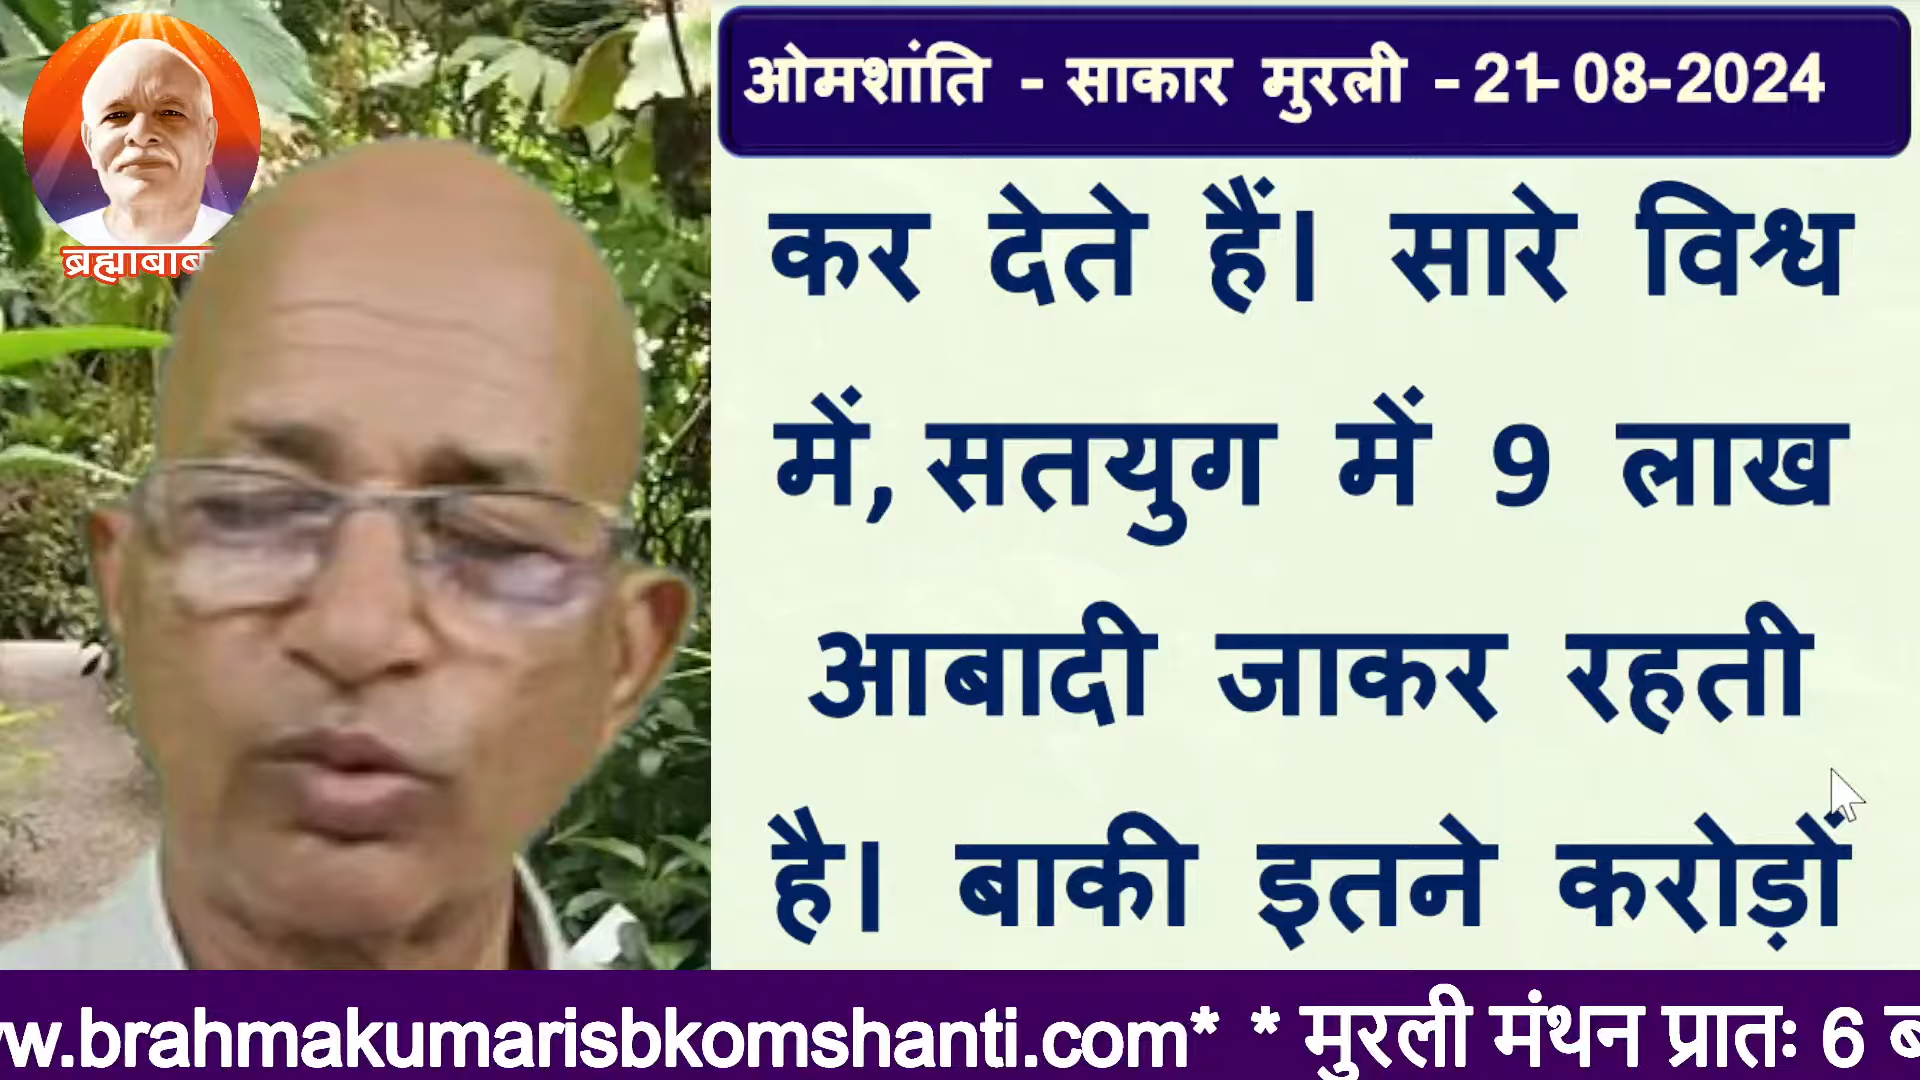 ब्रह्माबाब
ओमशांति - साकार मुरली - 21-08-2024
कर देते हैं। सारे विश्व
में, सतयुग में 9 लाख
आबादी जाकर रहती
है। बाकी इतने करोड़ों
w.brahmakumarisbkomshanti.com* * मुरली मंथन प्रातः 6 ब